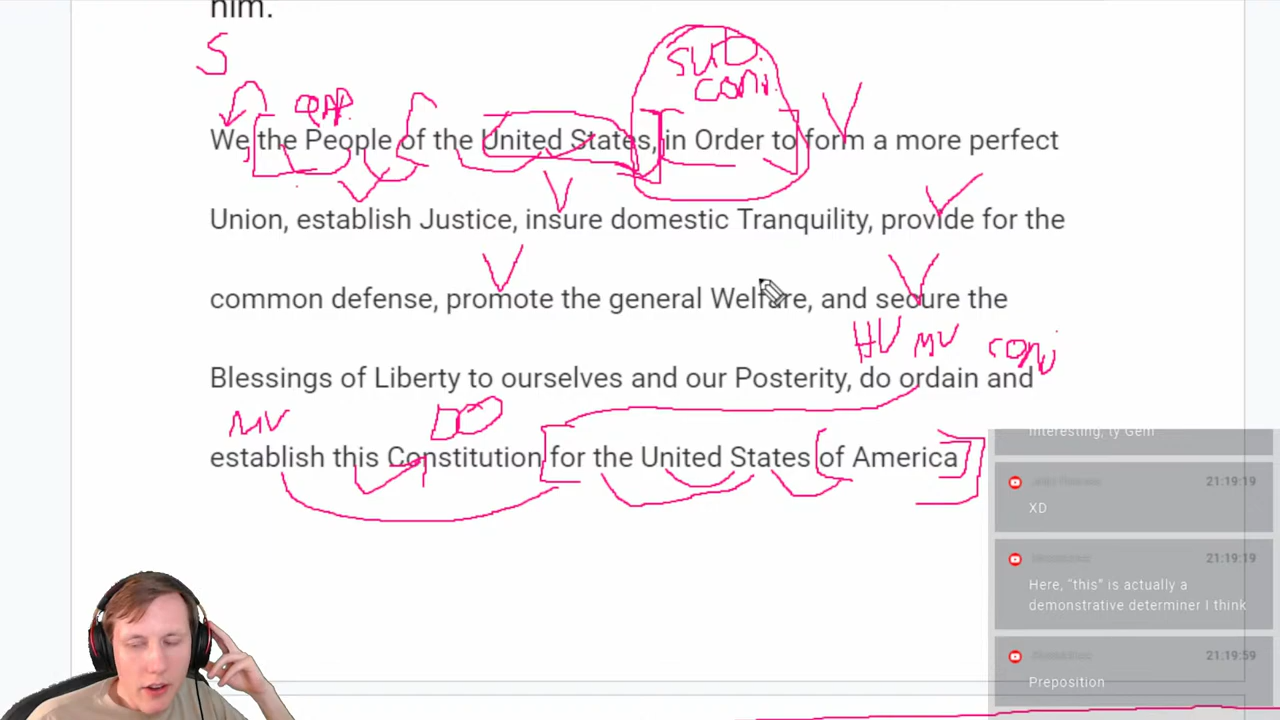 him.
S
sub.
conj.
app.
V
We, the People of the United States, in Order to form a more perfect
V
V
V
Union, establish Justice, insure domestic Tranquility, provide for the
V
V
common defense, promote the general Welfare, and secure the
HV MV conj
Blessings of Liberty to ourselves and our Posterity, do ordain and
MV
DO
establish this Constitution for the United States of America
interesting, ty Gem
21:19:19
XD
21:19:19
Here, "this" is actually a
demonstrative determiner I think
21:19:59
Preposition